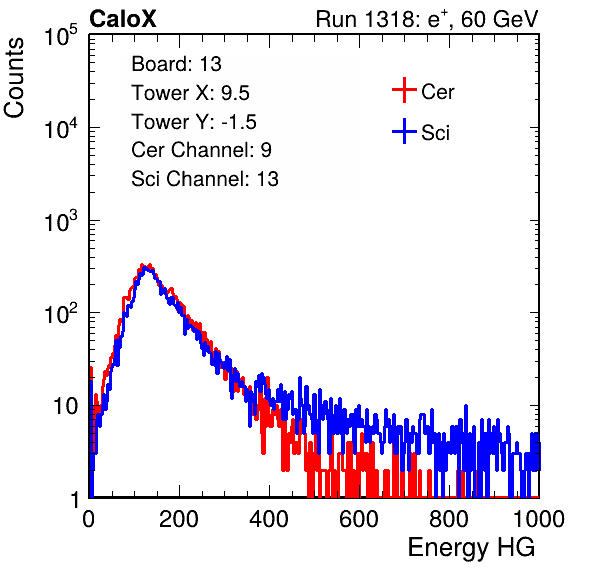 CaloX Run 1318: e⁺, 60 GeV
Counts
Board: 13
Tower X: 9.5
Tower Y: -1.5
Cer Channel: 9
Sci Channel: 13
Cer
Sci
10⁵
10⁴
10³
10²
10
1
0 200 400 600 800 1000
Energy HG